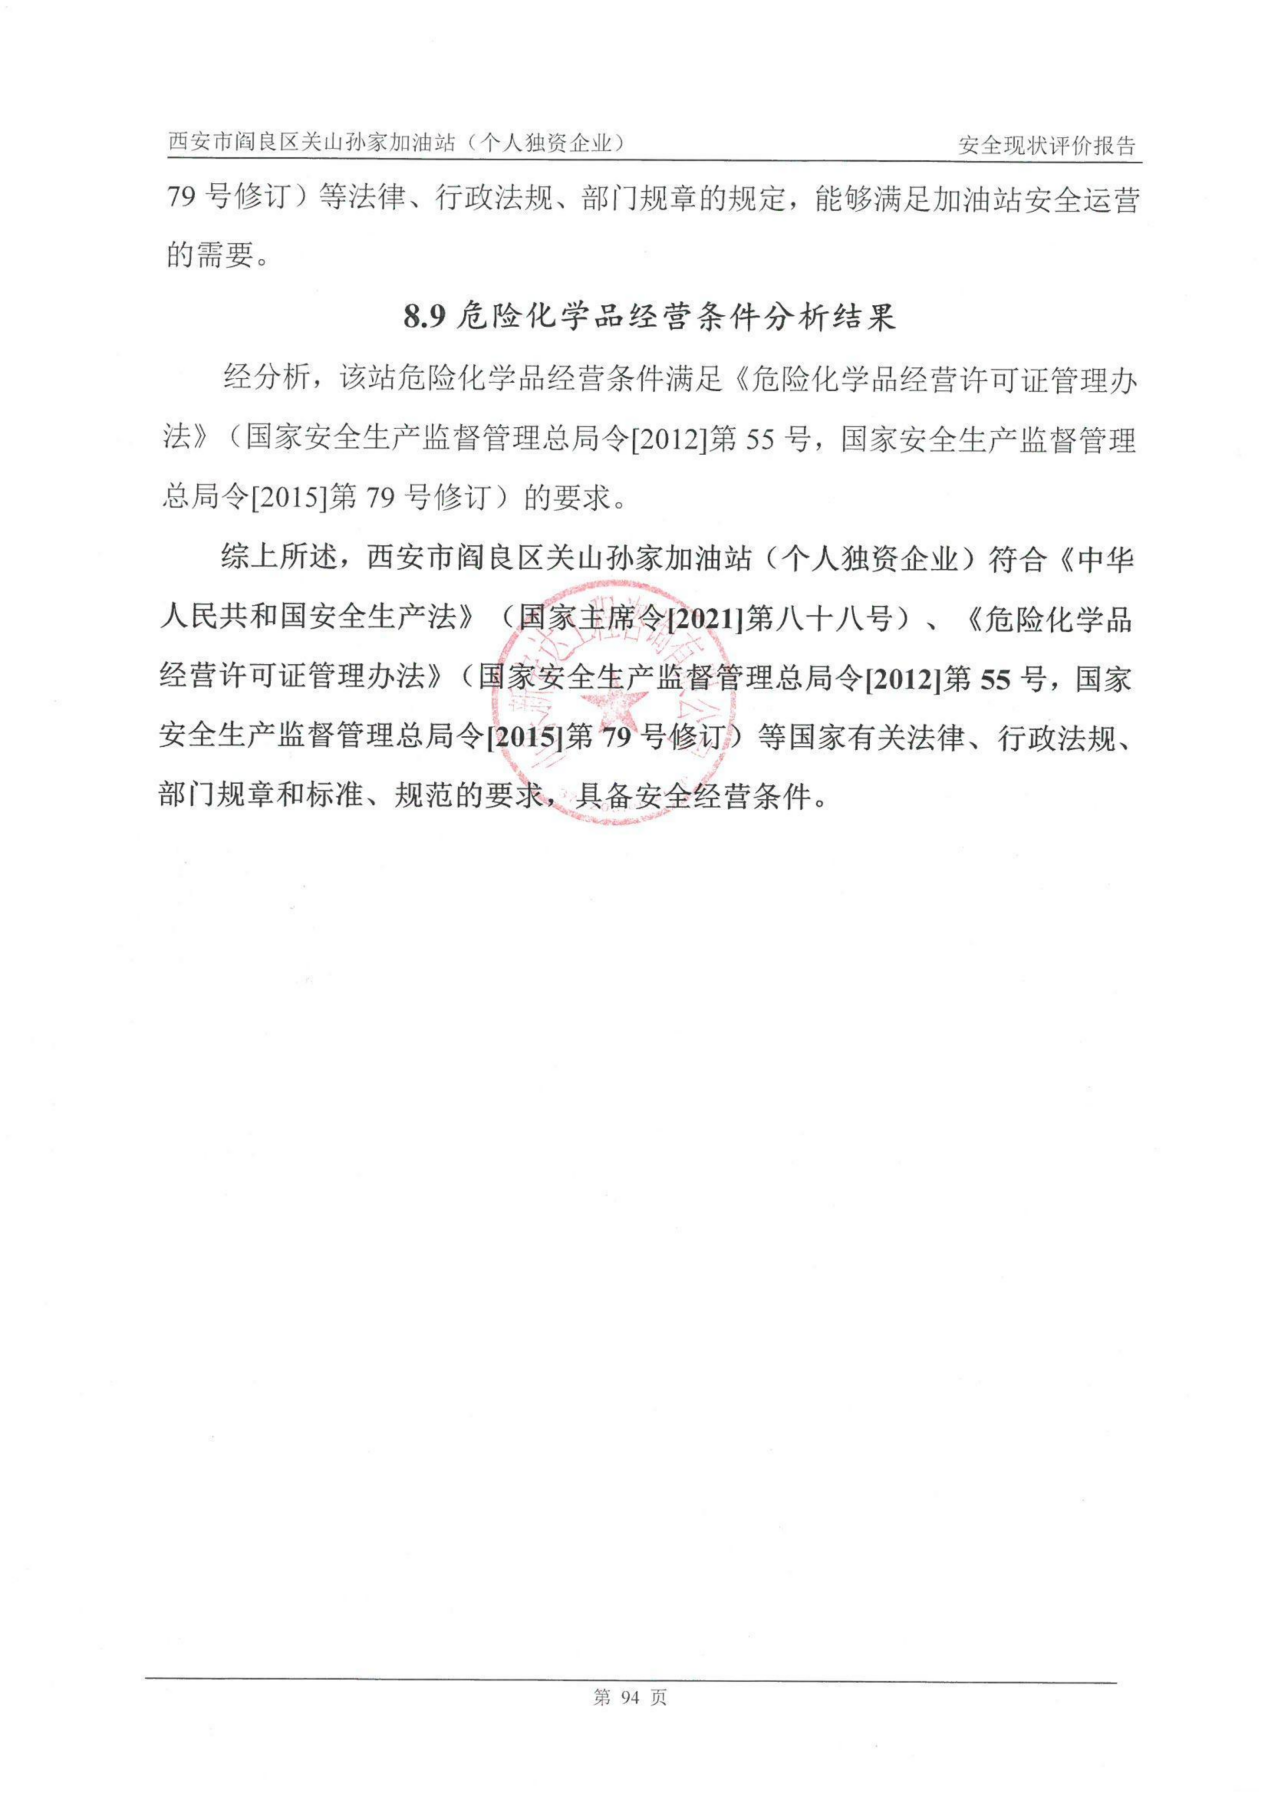 西安市阎良区关山孙家加油站（个人独资企业） 安全现状评价报告
79 号修订）等法律、行政法规、部门规章的规定，能够满足加油站安全运营
的需要。
8.9 危险化学品经营条件分析结果
经分析，该站危险化学品经营条件满足《危险化学品经营许可证管理办
法》（国家安全生产监督管理总局令[2012]第 55 号，国家安全生产监督管理
总局令[2015]第 79 号修订）的要求。
综上所述，西安市阎良区关山孙家加油站（个人独资企业）符合《中华
人民共和国安全生产法》（国家主席令[2021]第八十八号）、《危险化学品
经营许可证管理办法》（国家安全生产监督管理总局令[2012]第 55 号，国家
安全生产监督管理总局令[2015]第 79 号修订）等国家有关法律、行政法规、
部门规章和标准、规范的要求，具备安全经营条件。
第 94 页